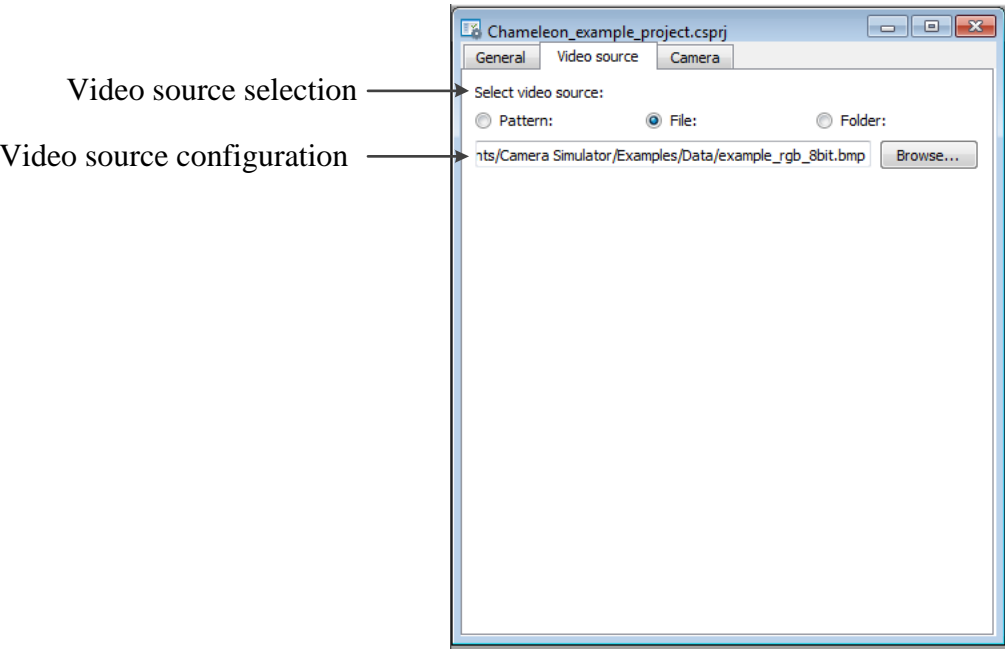 Chameleon_example_project.csprj
General Video source Camera
Video source selection
Select video source:
Pattern: File: Folder:
Video source configuration
nts/Camera Simulator/Examples/Data/example_rgb_8bit.bmp Browse...